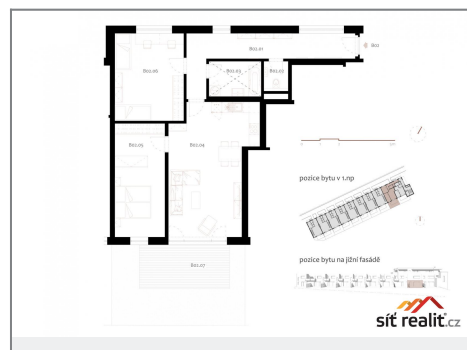 B02.01
B02
B02.06
B02.03
B02.02
B02.05
B02.04
pozice bytu v 1.np
B02.07
pozice bytu na jižní fasádě
síť realit.cz